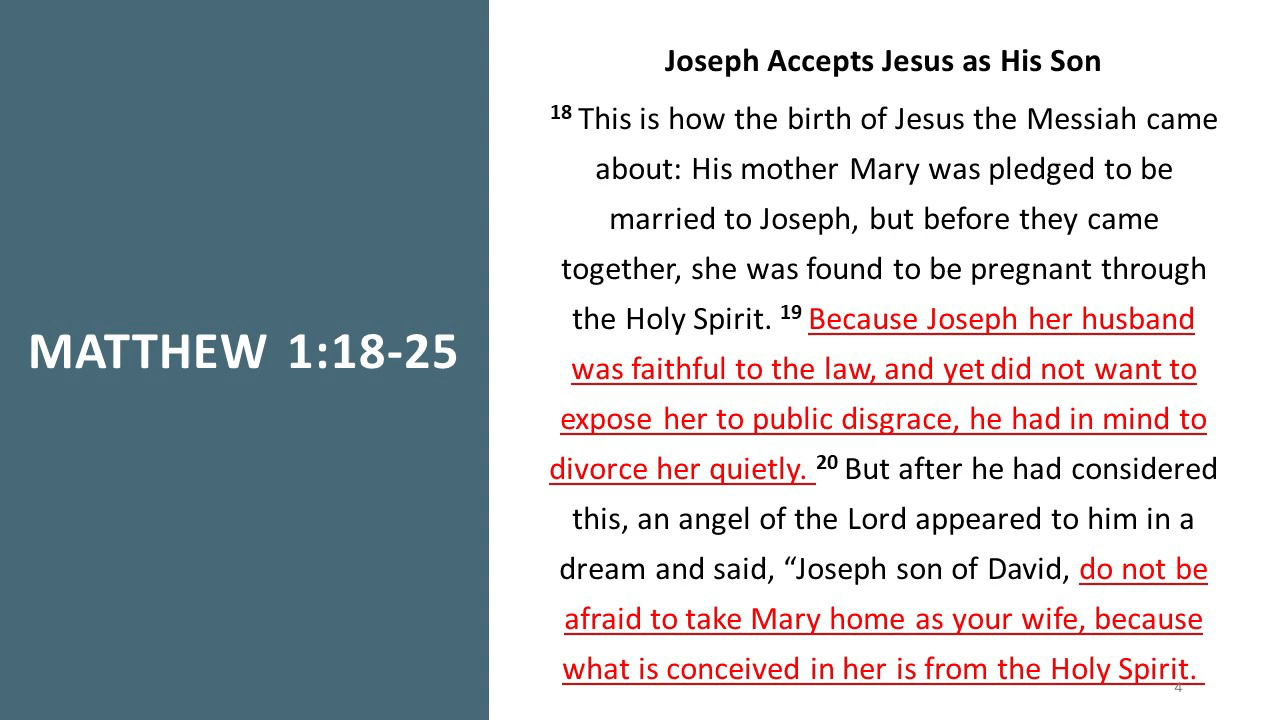 MATTHEW 1:18-25
Joseph Accepts Jesus as His Son
18 This is how the birth of Jesus the Messiah came
about: His mother Mary was pledged to be
married to Joseph, but before they came
together, she was found to be pregnant through
the Holy Spirit. 19 Because Joseph her husband
was faithful to the law, and yet did not want to
expose her to public disgrace, he had in mind to
divorce her quietly. 20 But after he had considered
this, an angel of the Lord appeared to him in a
dream and said, “Joseph son of David, do not be
afraid to take Mary home as your wife, because
what is conceived in her is from the Holy Spirit.
4